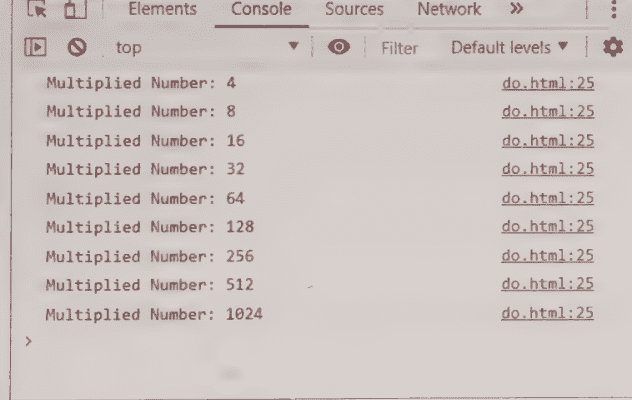 Elements Console Sources Network »
top Filter Default levels ▼
Multiplied Number: 4 do.html:25
Multiplied Number: 8 do.html:25
Multiplied Number: 16 do.html:25
Multiplied Number: 32 do.html:25
Multiplied Number: 64 do.html:25
Multiplied Number: 128 do.html:25
Multiplied Number: 256 do.html:25
Multiplied Number: 512 do.html:25
Multiplied Number: 1024 do.html:25
>